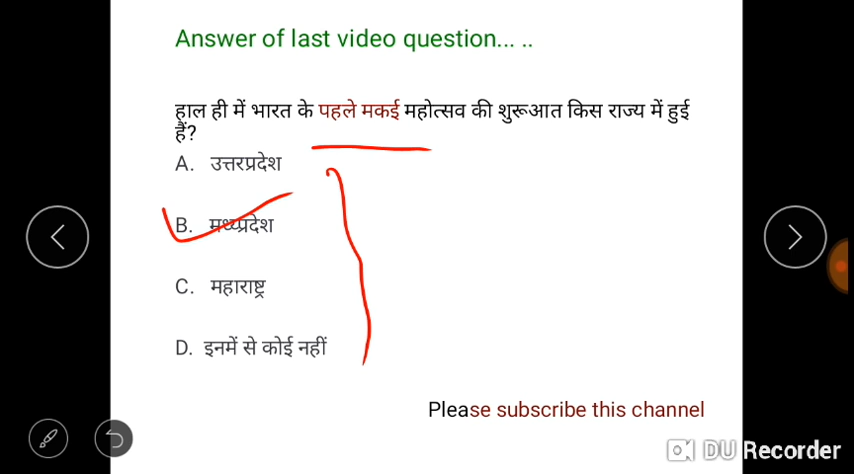 Answer of last video question... ..
हाल ही में भारत के पहले मकई महोत्सव की शुरूआत किस राज्य में हुई
हैं?
A. उत्तरप्रदेश
B. मध्य्प्रदेश
C. महाराष्ट्र
D. इनमें से कोई नहीं
Please subscribe this channel
DU Recorder